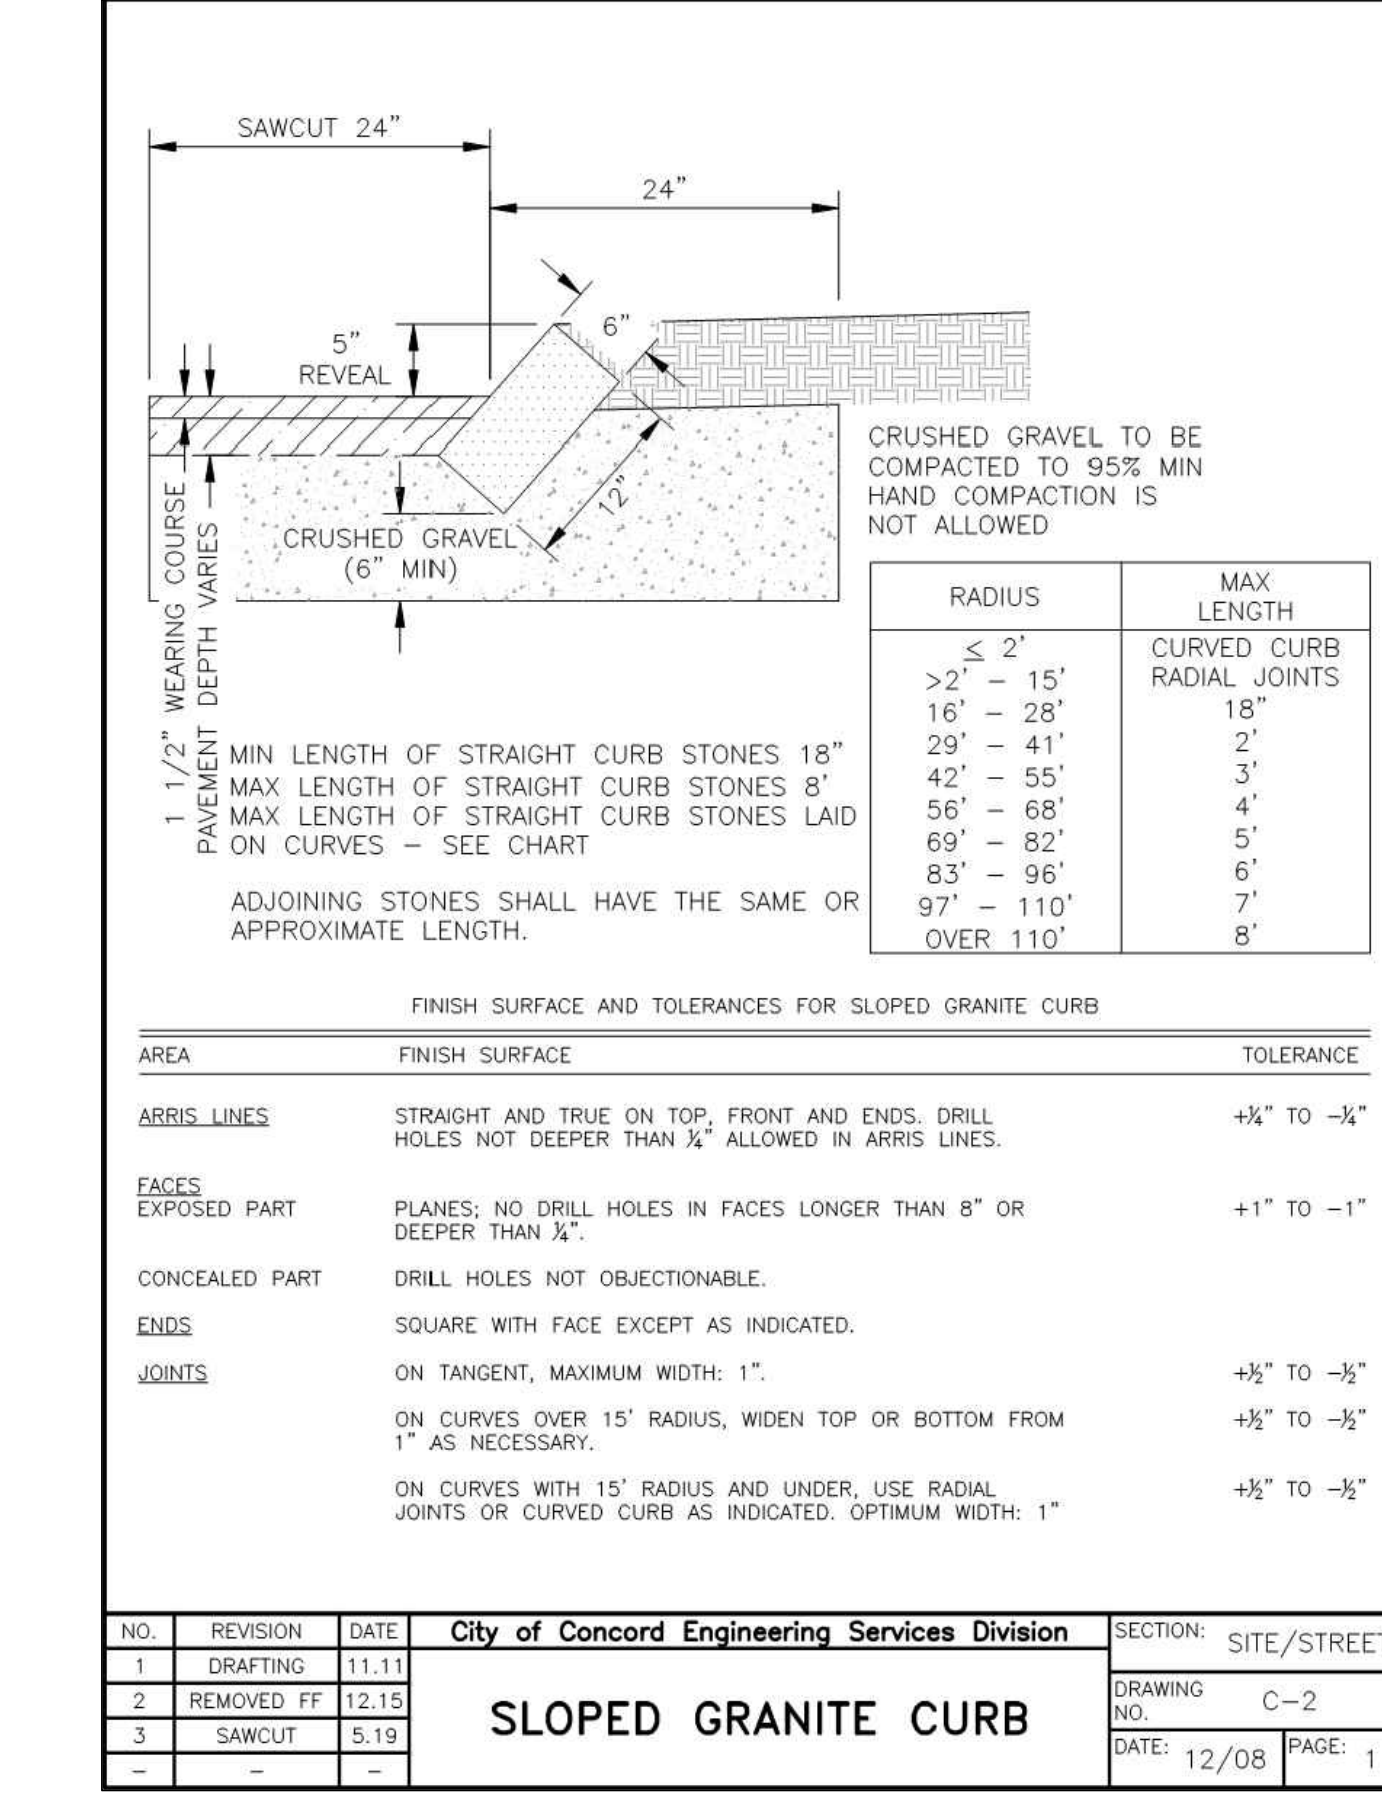 SAWCUT 24"
24"
6"
5"
REVEAL
12"
CRUSHED GRAVEL
(6" MIN)
1 1/2" WEARING COURSE
PAVEMENT DEPTH VARIES
CRUSHED GRAVEL TO BE
COMPACTED TO 95% MIN
HAND COMPACTION IS
NOT ALLOWED
RADIUS MAX LENGTH
≤ 2' CURVED CURB
>2' – 15' RADIAL JOINTS
16' – 28' 18"
29' – 41' 2'
42' – 55' 3'
56' – 68' 4'
69' – 82' 5'
83' – 96' 6'
97' – 110' 7'
OVER 110' 8'
MIN LENGTH OF STRAIGHT CURB STONES 18"
MAX LENGTH OF STRAIGHT CURB STONES 8'
MAX LENGTH OF STRAIGHT CURB STONES LAID
ON CURVES – SEE CHART
ADJOINING STONES SHALL HAVE THE SAME OR
APPROXIMATE LENGTH.
FINISH SURFACE AND TOLERANCES FOR SLOPED GRANITE CURB
AREA FINISH SURFACE TOLERANCE
ARRIS LINES STRAIGHT AND TRUE ON TOP, FRONT AND ENDS. DRILL +¼" TO –¼"
HOLES NOT DEEPER THAN ¼" ALLOWED IN ARRIS LINES.
FACES
EXPOSED PART PLANES; NO DRILL HOLES IN FACES LONGER THAN 8" OR +1" TO –1"
DEEPER THAN ¼".
CONCEALED PART DRILL HOLES NOT OBJECTIONABLE.
ENDS SQUARE WITH FACE EXCEPT AS INDICATED.
JOINTS ON TANGENT, MAXIMUM WIDTH: 1". +½" TO –½"
ON CURVES OVER 15' RADIUS, WIDEN TOP OR BOTTOM FROM +½" TO –½"
1" AS NECESSARY.
ON CURVES WITH 15' RADIUS AND UNDER, USE RADIAL +½" TO –½"
JOINTS OR CURVED CURB AS INDICATED. OPTIMUM WIDTH: 1"
NO. REVISION DATE
1 DRAFTING 11.11
2 REMOVED FF 12.15
3 SAWCUT 5.19
– – –
City of Concord Engineering Services Division
SLOPED GRANITE CURB
SECTION: SITE/STREET
DRAWING NO. C–2
DATE: 12/08 PAGE: 1